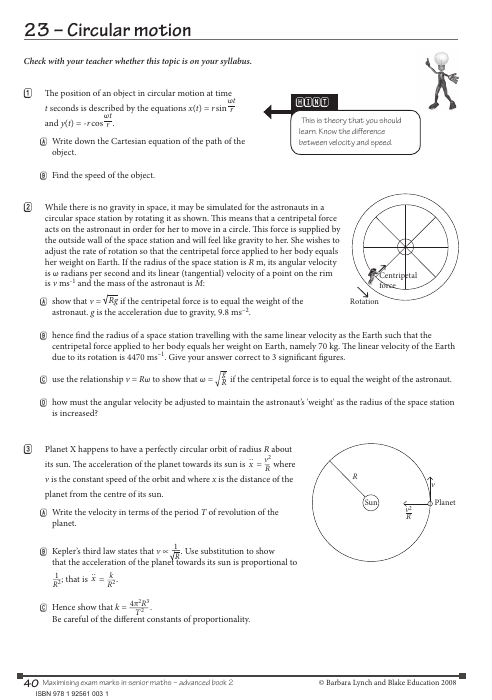 23 – Circular motion
Check with your teacher whether this topic is on your syllabus.
1 The position of an object in circular motion at time
t seconds is described by the equations x(t) = r sin ωt/r
and y(t) = -r cos ωt/r.
A Write down the Cartesian equation of the path of the
object.
B Find the speed of the object.
HINT
This is theory that you should
learn. Know the difference
between velocity and speed.
2 While there is no gravity in space, it may be simulated for the astronauts in a
circular space station by rotating it as shown. This means that a centripetal force
acts on the astronaut in order for her to move in a circle. This force is supplied by
the outside wall of the space station and will feel like gravity to her. She wishes to
adjust the rate of rotation so that the centripetal force applied to her body equals
her weight on Earth. If the radius of the space station is R m, its angular velocity
is ω radians per second and its linear (tangential) velocity of a point on the rim
is v ms⁻¹ and the mass of the astronaut is M:
Centripetal
force
Rotation
A show that v = √Rg if the centripetal force is to equal the weight of the
astronaut. g is the acceleration due to gravity, 9.8 ms⁻².
B hence find the radius of a space station travelling with the same linear velocity as the Earth such that the
centripetal force applied to her body equals her weight on Earth, namely 70 kg. The linear velocity of the Earth
due to its rotation is 4470 ms⁻¹. Give your answer correct to 3 significant figures.
C use the relationship v = Rω to show that ω = √(g/R) if the centripetal force is to equal the weight of the astronaut.
D how must the angular velocity be adjusted to maintain the astronaut's 'weight' as the radius of the space station
is increased?
3 Planet X happens to have a perfectly circular orbit of radius R about
its sun. The acceleration of the planet towards its sun is ẍ = v²/R where
v is the constant speed of the orbit and where x is the distance of the
planet from the centre of its sun.
A Write the velocity in terms of the period T of revolution of the
planet.
B Kepler's third law states that v ∝ 1/√R. Use substitution to show
that the acceleration of the planet towards its sun is proportional to
1/R²; that is ẍ = k/R².
C Hence show that k = 4π²R³/T².
Be careful of the different constants of proportionality.
R
Sun
v
Planet
v²/R
40 Maximising exam marks in senior maths – advanced book 2
© Barbara Lynch and Blake Education 2008
ISBN 978 1 92561 003 1